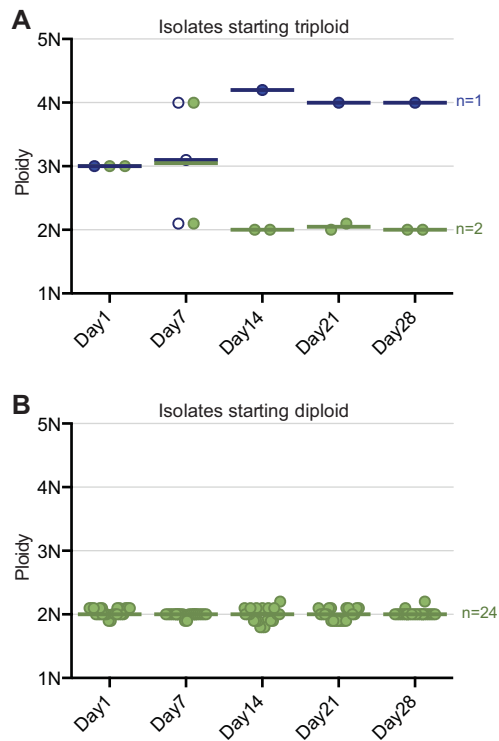 A
Isolates starting triploid
5N
4N
3N
2N
1N
Ploidy
n=1
n=2
Day1
Day7
Day14
Day21
Day28
B
Isolates starting diploid
5N
4N
3N
2N
1N
Ploidy
n=24
Day1
Day7
Day14
Day21
Day28